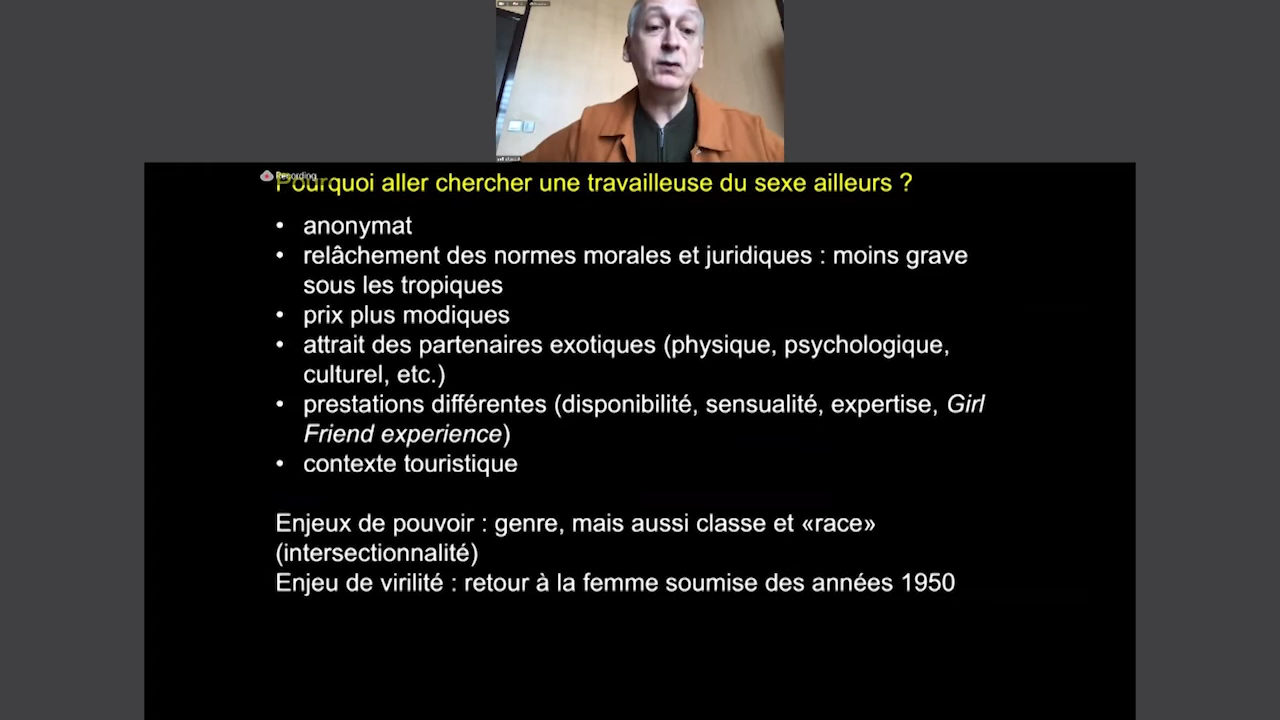 Recording
Pourquoi aller chercher une travailleuse du sexe ailleurs ?
• anonymat
• relâchement des normes morales et juridiques : moins grave
sous les tropiques
• prix plus modiques
• attrait des partenaires exotiques (physique, psychologique,
culturel, etc.)
• prestations différentes (disponibilité, sensualité, expertise, Girl
Friend experience)
• contexte touristique
Enjeux de pouvoir : genre, mais aussi classe et «race»
(intersectionnalité)
Enjeu de virilité : retour à la femme soumise des années 1950